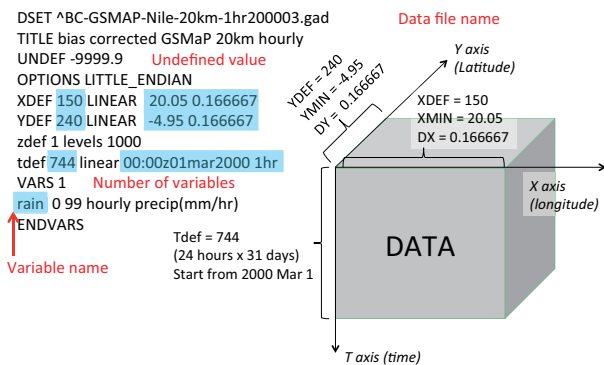 DSET ^BC-GSMAP-Nile-20km-1hr200003.gad
Data file name
TITLE bias corrected GSMaP 20km hourly
UNDEF -9999.9
Undefined value
OPTIONS LITTLE_ENDIAN
XDEF 150 LINEAR 20.05 0.166667
YDEF 240 LINEAR -4.95 0.166667
zdef 1 levels 1000
tdef 744 linear 00:00z01mar2000 1hr
VARS 1
Number of variables
rain 0 99 hourly precip(mm/hr)
ENDVARS
Variable name
YDEF = 240
YMIN = -4.95
DY = 0.166667
Y axis
(Latitude)
XDEF = 150
XMIN = 20.05
DX = 0.166667
X axis
(longitude)
Tdef = 744
(24 hours x 31 days)
Start from 2000 Mar 1
DATA
T axis (time)